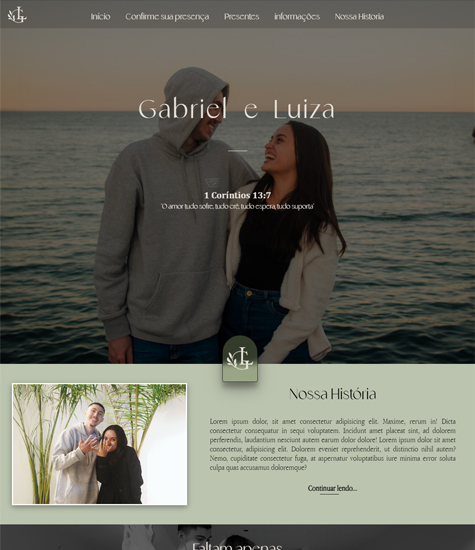 Início Confirme sua presença Presentes informações Nossa Historia
Gabriel e Luiza
1 Coríntios 13:7
"O amor tudo sofre, tudo crê, tudo espera, tudo suporta"
Nossa História
Lorem ipsum dolor, sit amet consectetur adipisicing elit. Maxime, rerum in! Dicta
consectetur consequatur in sequi voluptatem. Incidunt amet placeat sint, ad dolorem
perferendis, laudantium nesciunt autem earum dolor dolore! Lorem ipsum dolor sit amet
consectetur, adipisicing elit. Dolorem eveniet reprehenderit, ut distinctio nihil autem?
Nemo, cupiditate consectetur fuga, at aspernatur voluptatibus iure minima error soluta
culpa quas accusamus doloremque?
Continuar lendo...
Faltam apenas